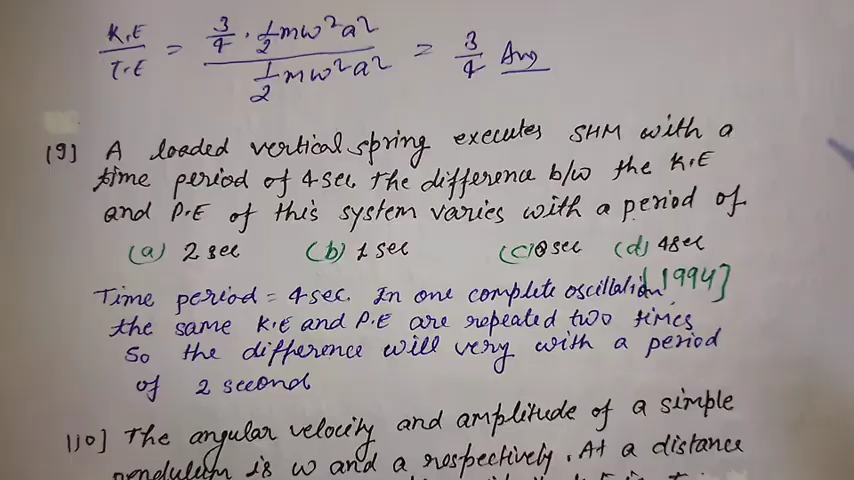 K.E / T.E = 3/4 · 1/2 mω²a² / 1/2 mω²a² = 3/4 Ans
(9) A loaded vertical spring executes SHM with a
time period of 4 sec. The difference b/w the K.E
and P.E of this system varies with a period of
(a) 2 sec (b) 1 sec (c) 8 sec (d) 4 sec
[1994]
Time period = 4 sec. In one complete oscillation,
the same K.E and P.E are repeated two times
So the difference will very with a period
of 2 second
110] The angular velocity and amplitude of a simple
pendulum is ω and a respectively. At a distance